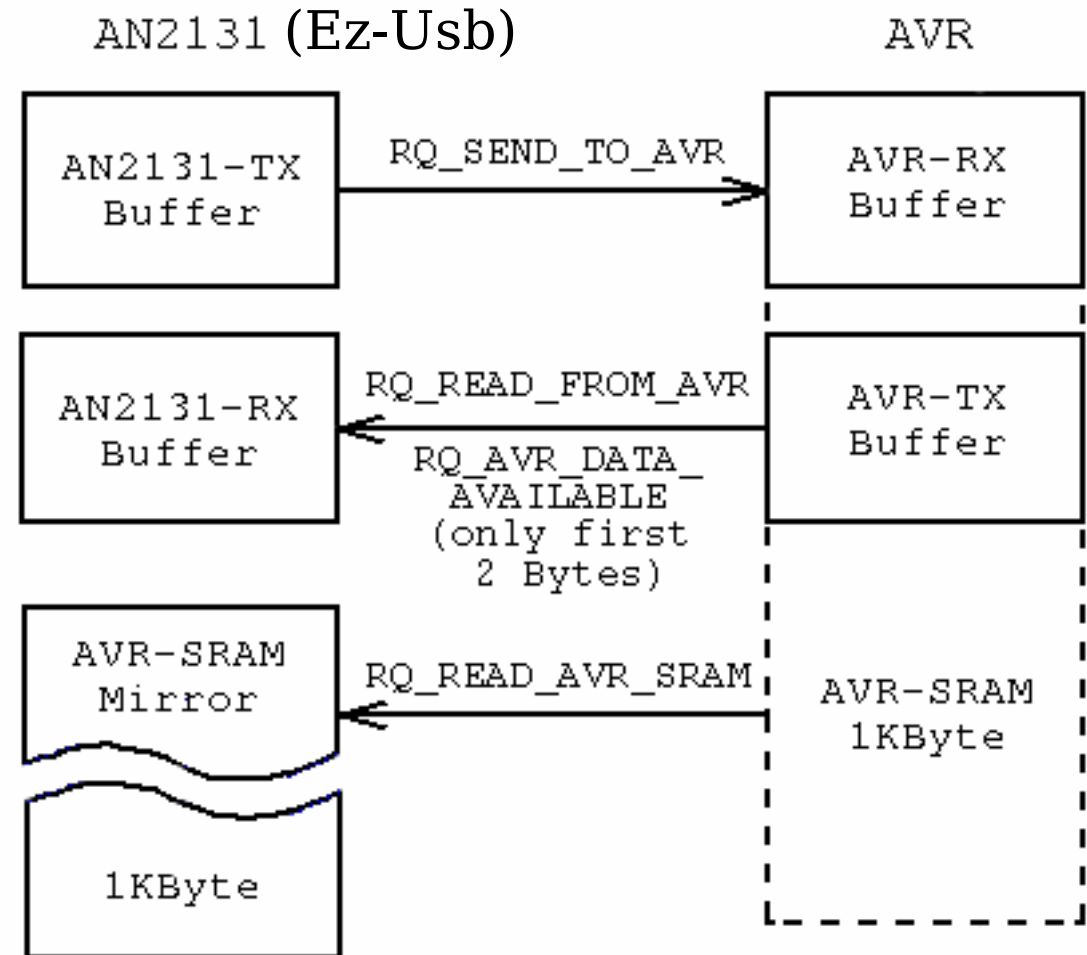 AN2131 (Ez-Usb)
AVR
AN2131-TX
Buffer
RQ_SEND_TO_AVR
AVR-RX
Buffer
AN2131-RX
Buffer
RQ_READ_FROM_AVR
RQ_AVR_DATA_
AVAILABLE
(only first
2 Bytes)
AVR-TX
Buffer
AVR-SRAM
Mirror
1KByte
RQ_READ_AVR_SRAM
AVR-SRAM
1KByte